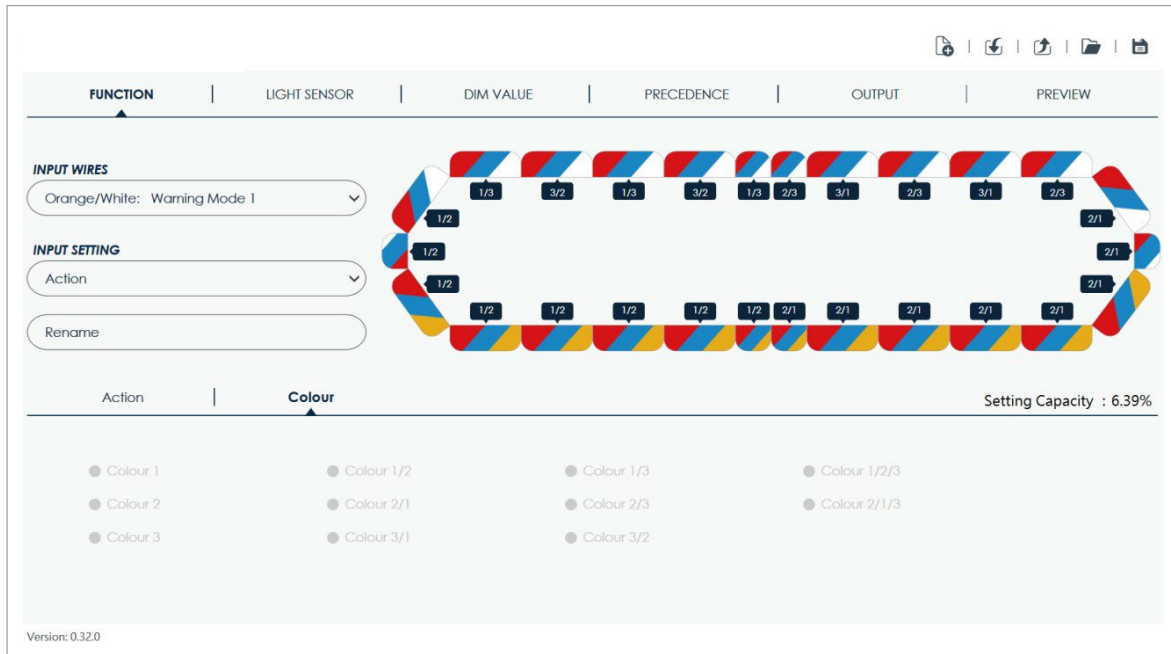 FUNCTION | LIGHT SENSOR | DIM VALUE | PRECEDENCE | OUTPUT | PREVIEW
INPUT WIRES
Orange/White: Warning Mode 1
INPUT SETTING
Action
Rename
1/3 3/2 1/3 3/2 1/3 2/3 3/1 2/3 3/1 2/3
1/2 2/1
1/2 2/1
1/2 2/1
1/2 1/2 1/2 1/2 1/2 2/1 2/1 2/1 2/1 2/1
Action | Colour
Setting Capacity : 6.39%
Colour 1 Colour 1/2 Colour 1/3 Colour 1/2/3
Colour 2 Colour 2/1 Colour 2/3 Colour 2/1/3
Colour 3 Colour 3/1 Colour 3/2
Version: 0.32.0